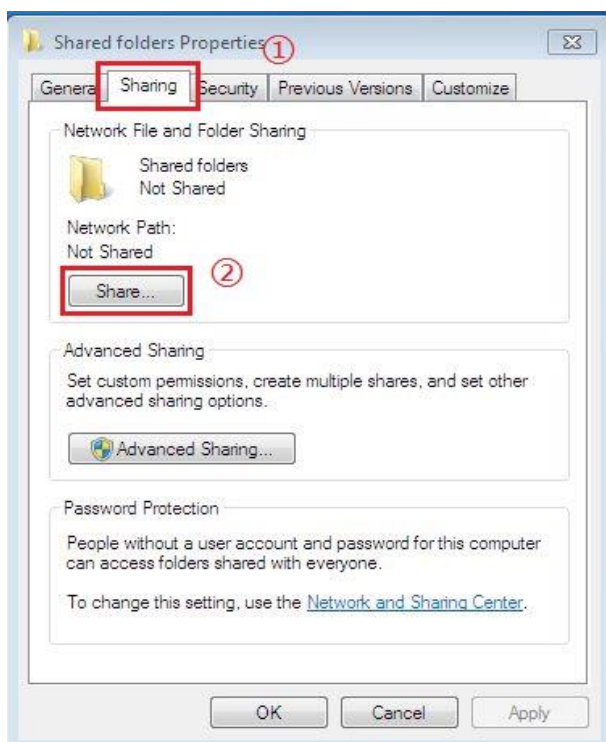 Shared folders Properties
①
General
Sharing
Security
Previous Versions
Customize
Network File and Folder Sharing
Shared folders
Not Shared
Network Path:
Not Shared
②
Share...
Advanced Sharing
Set custom permissions, create multiple shares, and set other
advanced sharing options.
Advanced Sharing...
Password Protection
People without a user account and password for this computer
can access folders shared with everyone.
To change this setting, use the Network and Sharing Center.
OK
Cancel
Apply